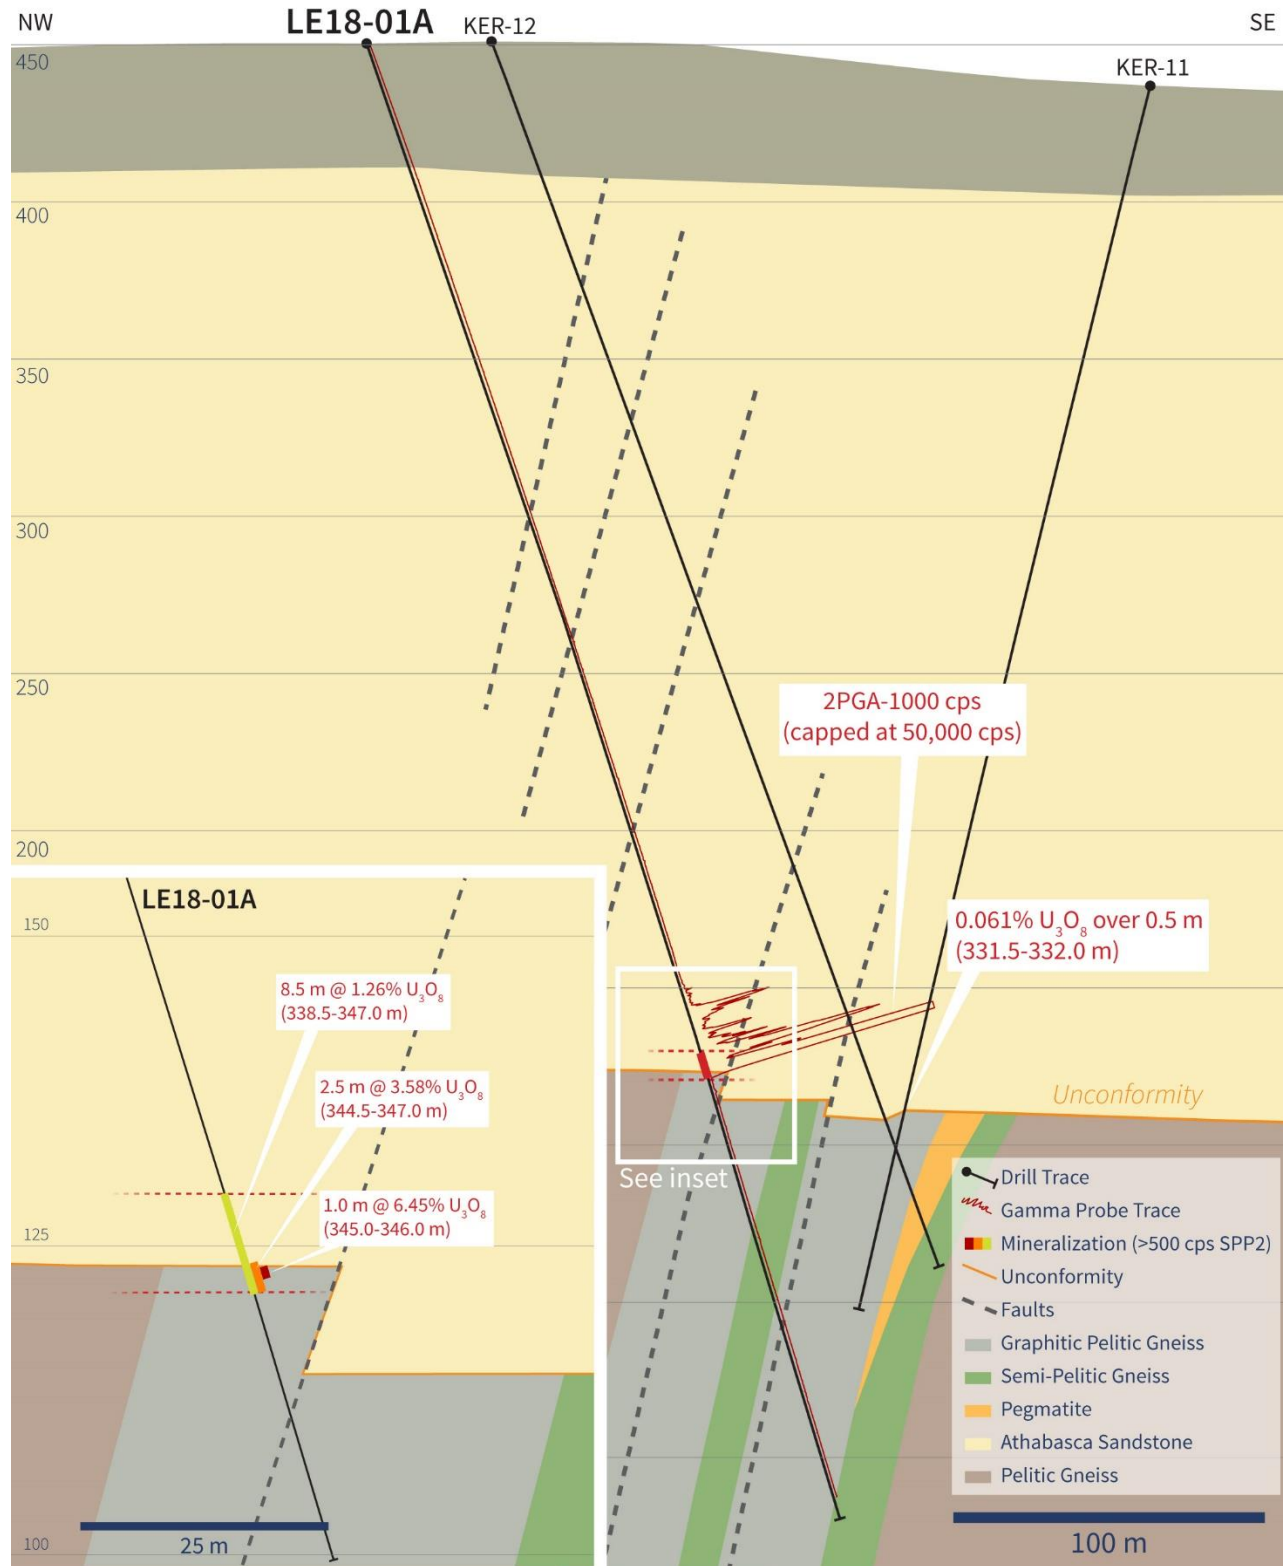 NW
LE18-01A
KER-12
SE
KER-11
450
400
350
300
250
200
2PGA-1000 cps
(capped at 50,000 cps)
0.061% U₃O₈ over 0.5 m
(331.5-332.0 m)
Unconformity
See inset
LE18-01A
150
8.5 m @ 1.26% U₃O₈
(338.5-347.0 m)
2.5 m @ 3.58% U₃O₈
(344.5-347.0 m)
1.0 m @ 6.45% U₃O₈
(345.0-346.0 m)
125
100
25 m
Drill Trace
Gamma Probe Trace
Mineralization (>500 cps SPP2)
Unconformity
Faults
Graphitic Pelitic Gneiss
Semi-Pelitic Gneiss
Pegmatite
Athabasca Sandstone
Pelitic Gneiss
100 m